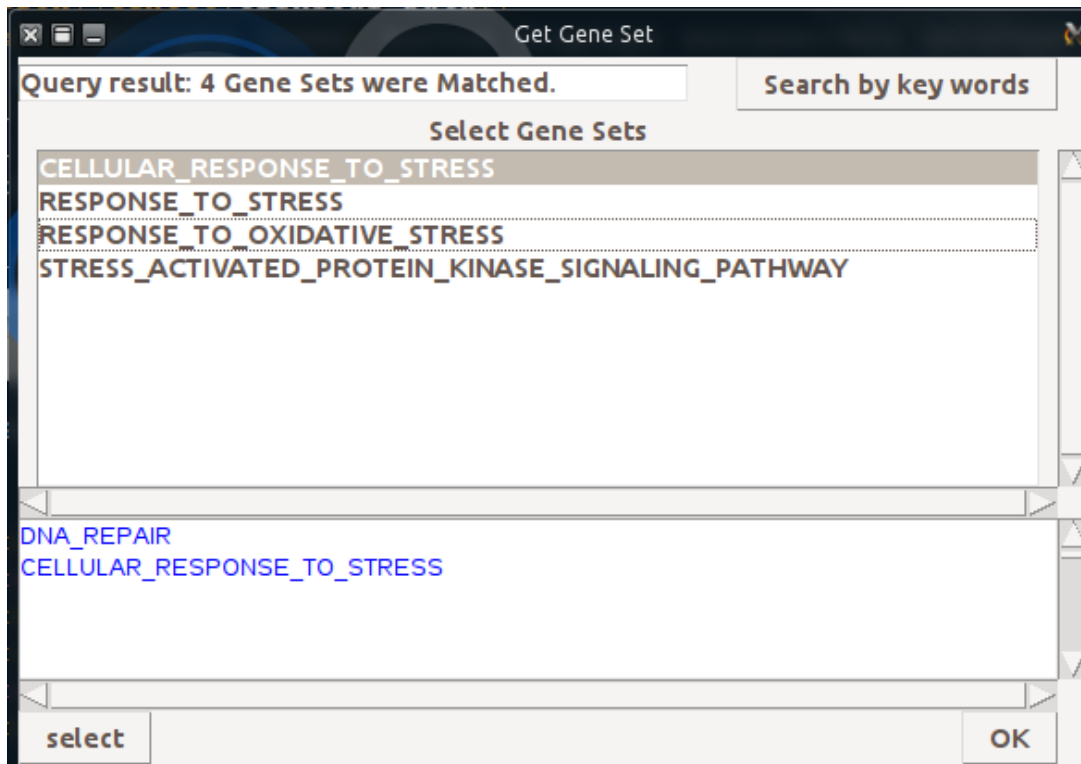 Get Gene Set
Query result: 4 Gene Sets were Matched.
Search by key words
Select Gene Sets
CELLULAR_RESPONSE_TO_STRESS
RESPONSE_TO_STRESS
RESPONSE_TO_OXIDATIVE_STRESS
STRESS_ACTIVATED_PROTEIN_KINASE_SIGNALING_PATHWAY
DNA_REPAIR
CELLULAR_RESPONSE_TO_STRESS
select
OK